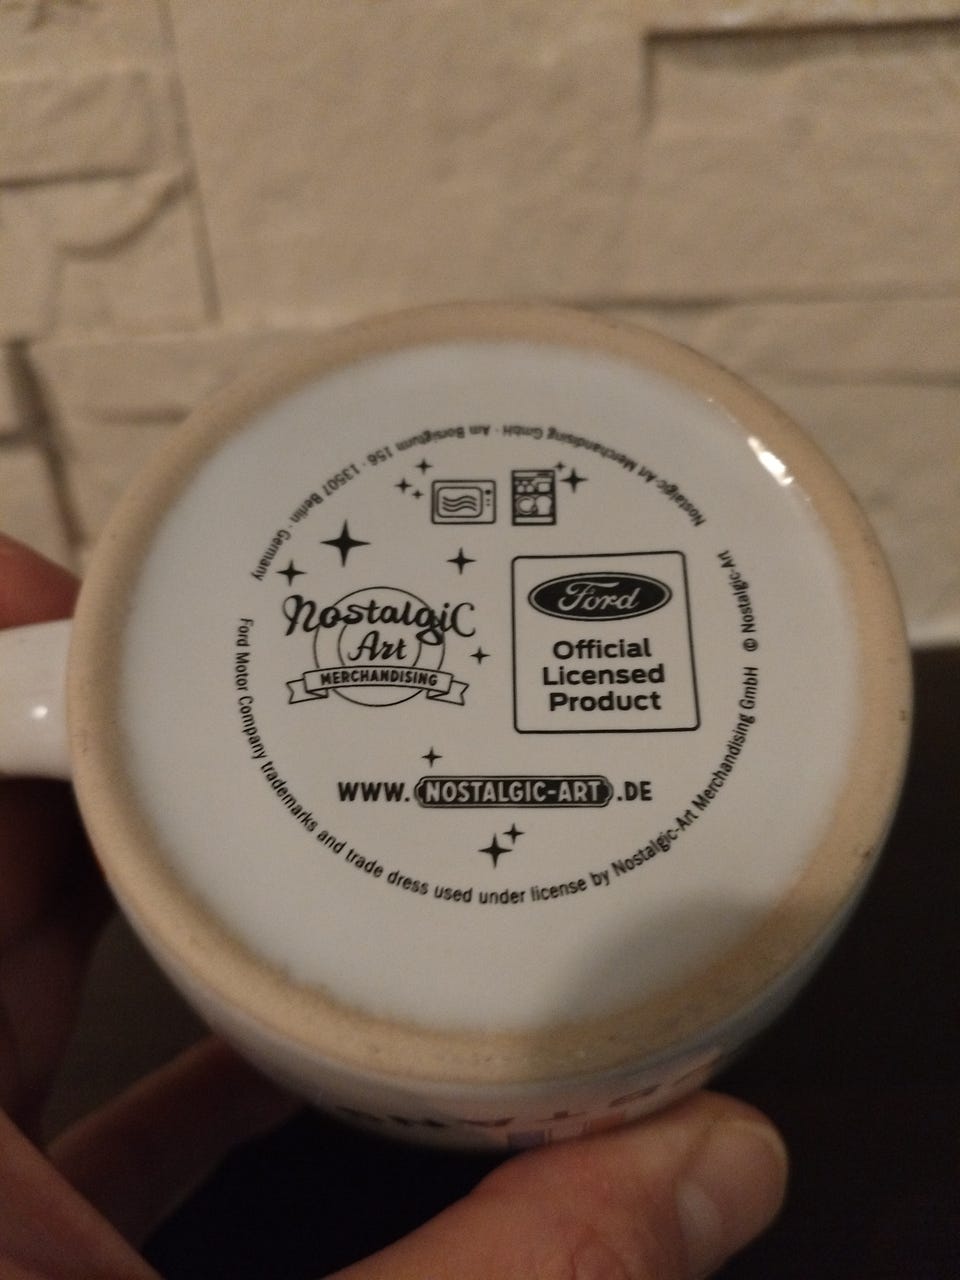 Nostalgic-Art Merchandising GmbH · Am Borsigturm 156 · 13507 Berlin · Germany
Nostalgic
Art
MERCHANDISING
Ford
Official
Licensed
Product
WWW.NOSTALGIC-ART.DE
Ford Motor Company trademarks and trade dress used under license by Nostalgic-Art Merchandising GmbH © Nostalgic-Art